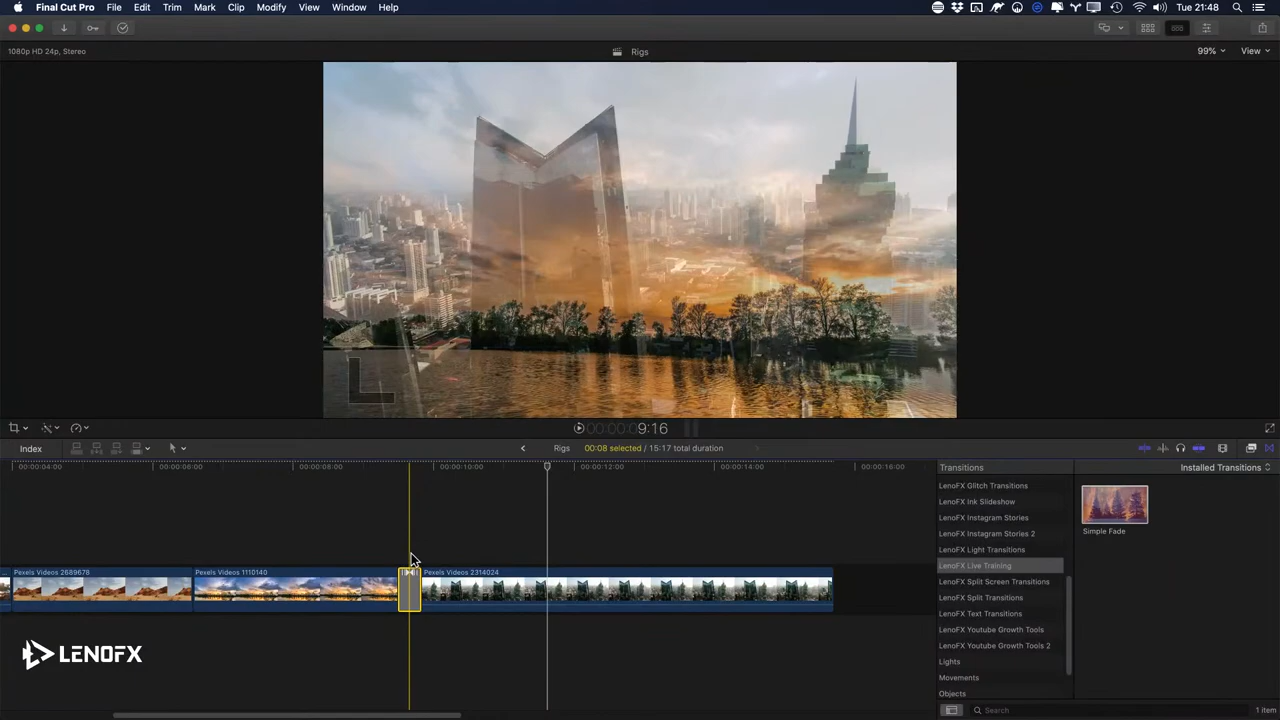 Final Cut Pro File Edit Trim Mark Clip Modify View Window Help Tue 21:48
1080p HD 24p, Stereo Rigs 99% View
00:00:09:16
Index Rigs 00:08 selected / 15:17 total duration
00:00:04:00 00:00:06:00 00:00:08:00 00:00:10:00 00:00:12:00 00:00:14:00 00:00:16:00
Transitions Installed Transitions
LenoFX Glitch Transitions
LenoFX Ink Slideshow
LenoFX Instagram Stories
Simple Fade
LenoFX Instagram Stories 2
LenoFX Light Transitions
LenoFX Live Training
Pexels Videos 2689678 Pexels Videos 1110140 Pexels Videos 2314024
LenoFX Split Screen Transitions
LenoFX Split Transitions
LenoFX Text Transitions
LenoFX Youtube Growth Tools
LenoFX Youtube Growth Tools 2
LENOFX
Lights
Movements
Objects
Search 1 item